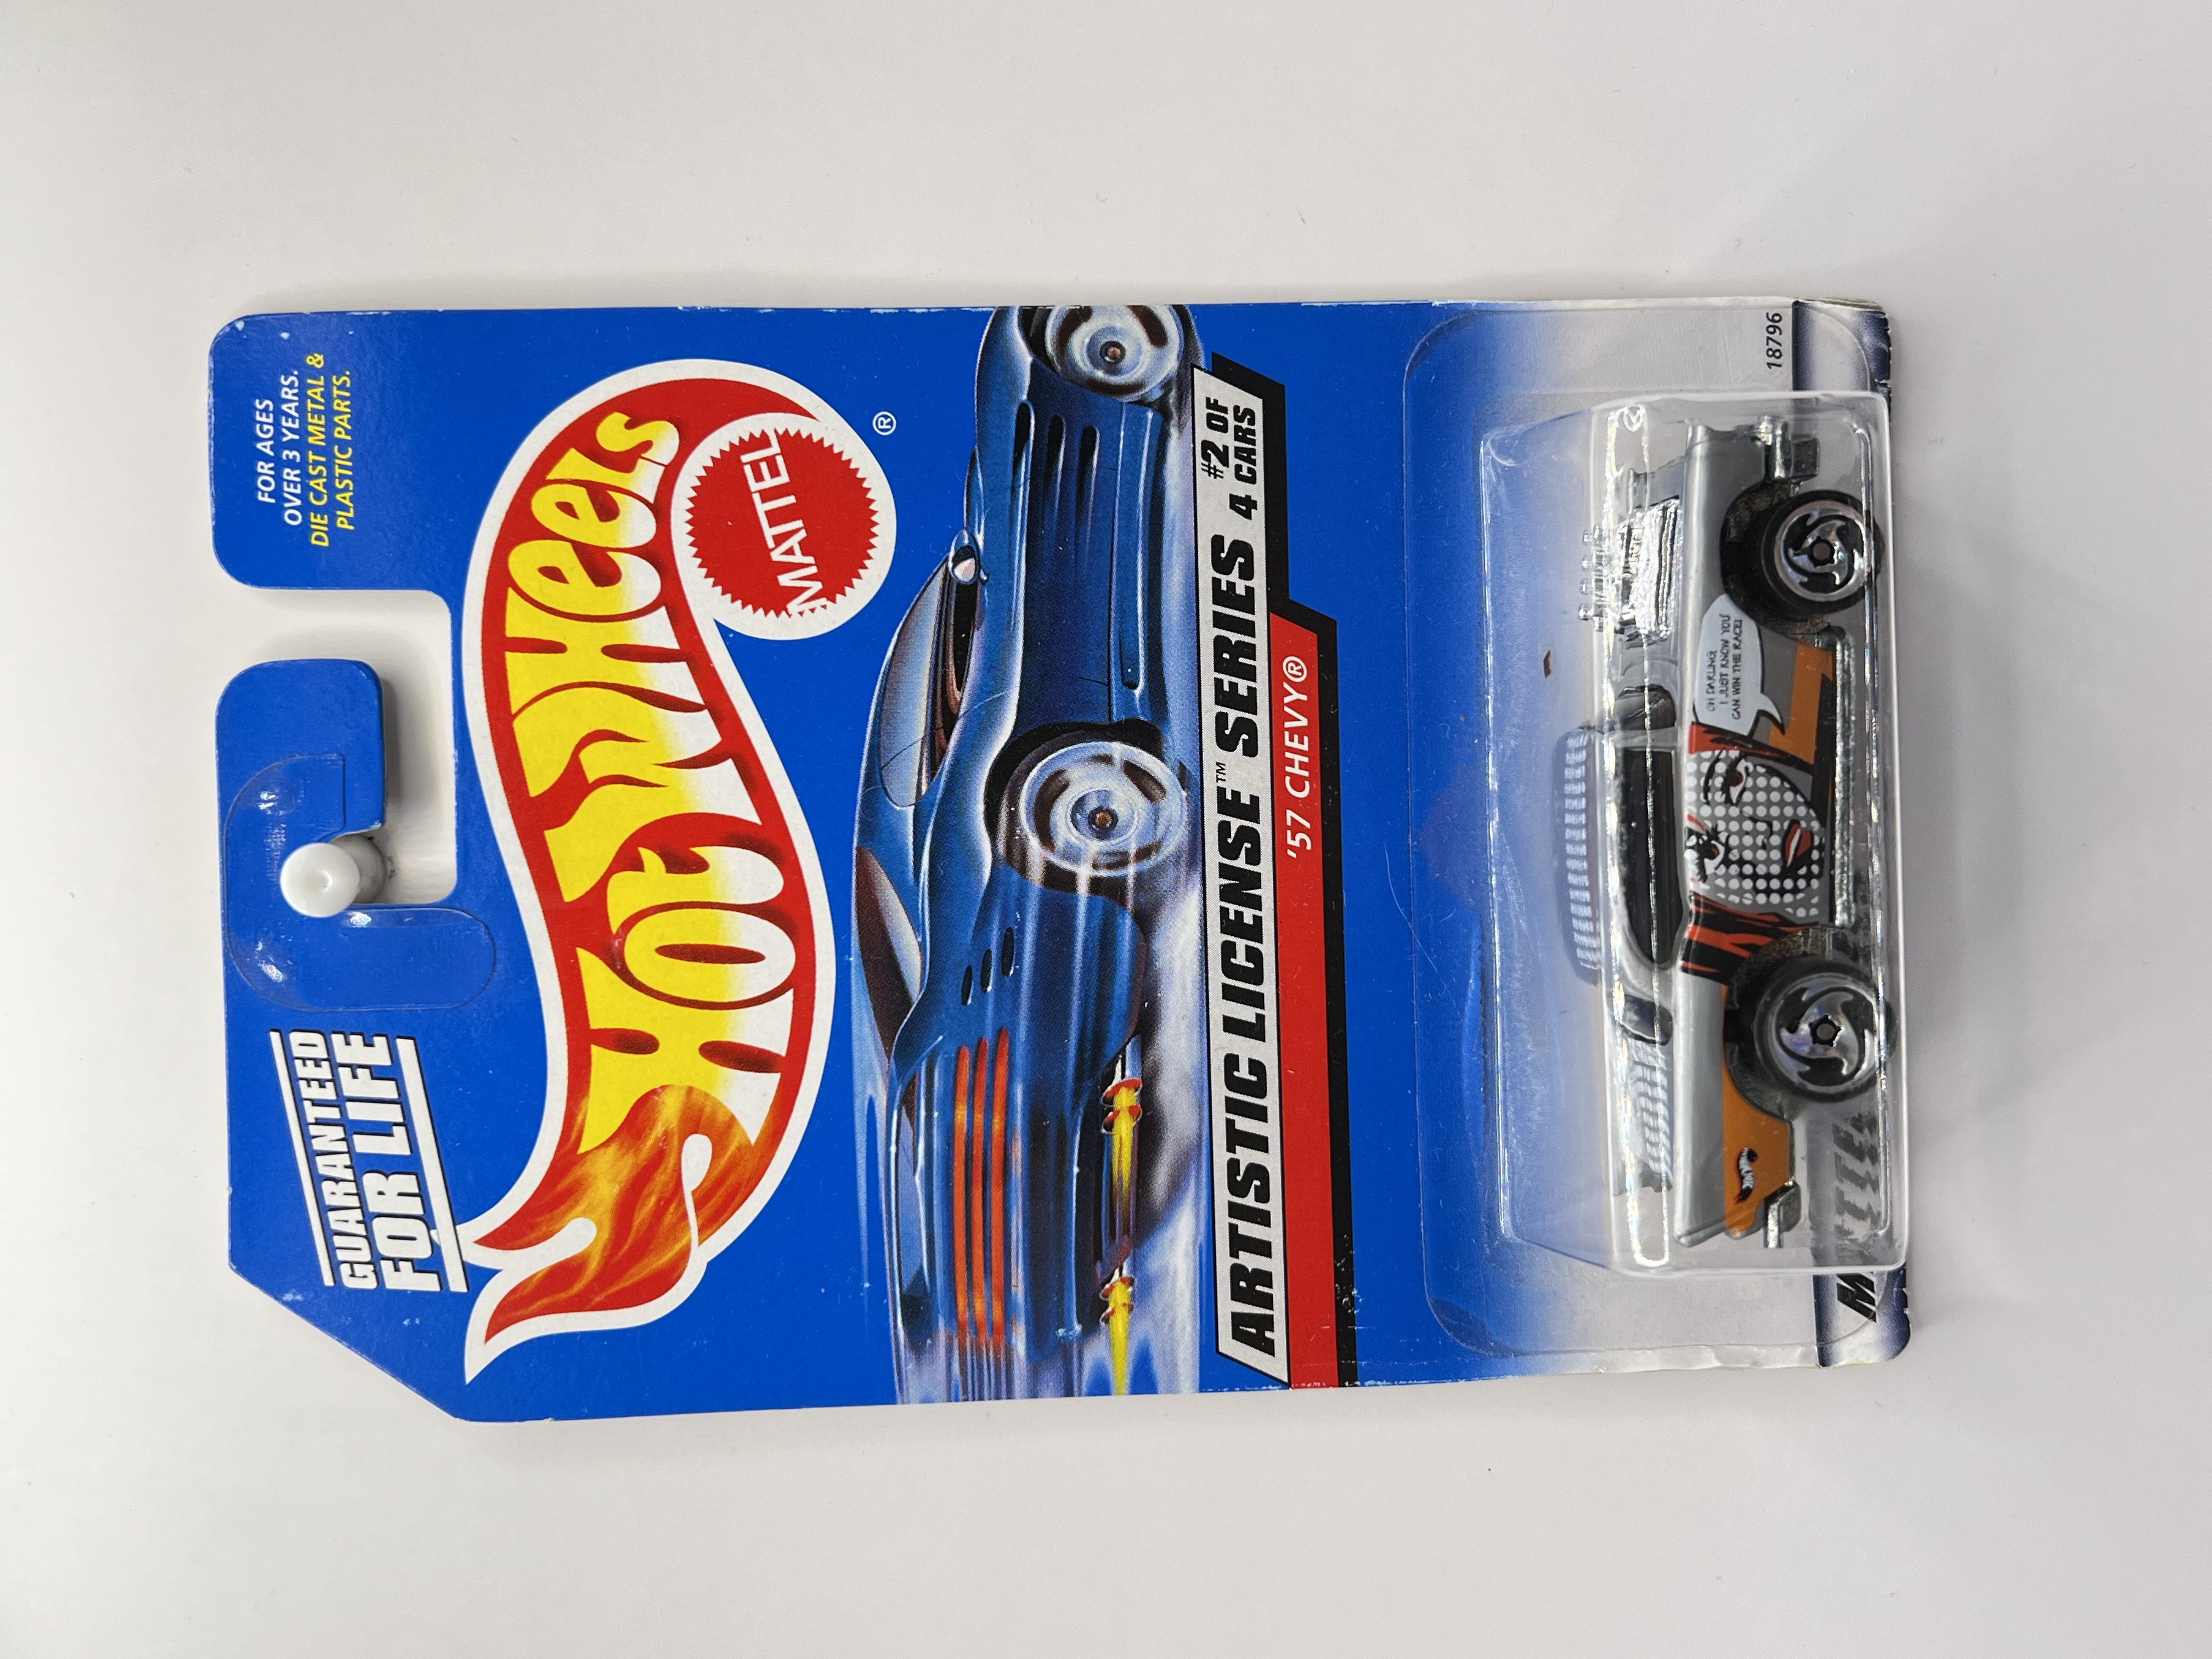 FOR AGES
OVER 3 YEARS.
DIE CAST METAL &
PLASTIC PARTS.
GUARANTEED
FOR LIFE
Hot Wheels
®
MATTEL
ARTISTIC LICENSE™ SERIES
#2 OF
4 CARS
'57 CHEVY®
18796
OH DARLING,
I JUST KNOW YOU
CAN WIN THE RACE!